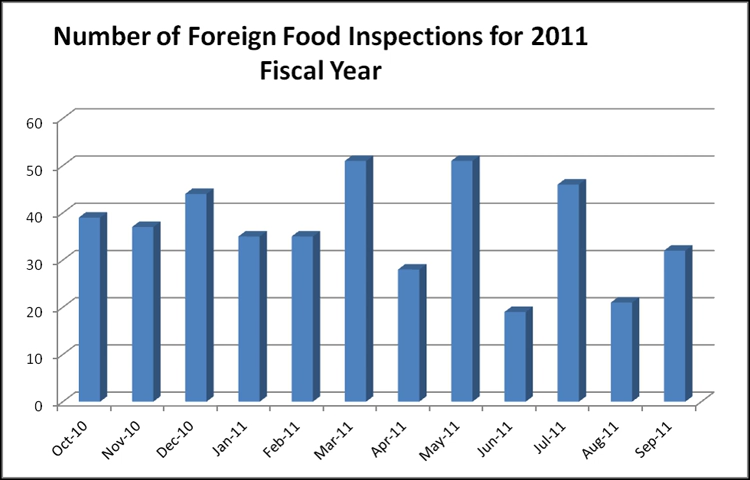 Number of Foreign Food Inspections for 2011
Fiscal Year
60
50
40
30
20
10
0
Oct-10
Nov-10
Dec-10
Jan-11
Feb-11
Mar-11
Apr-11
May-11
Jun-11
Jul-11
Aug-11
Sep-11